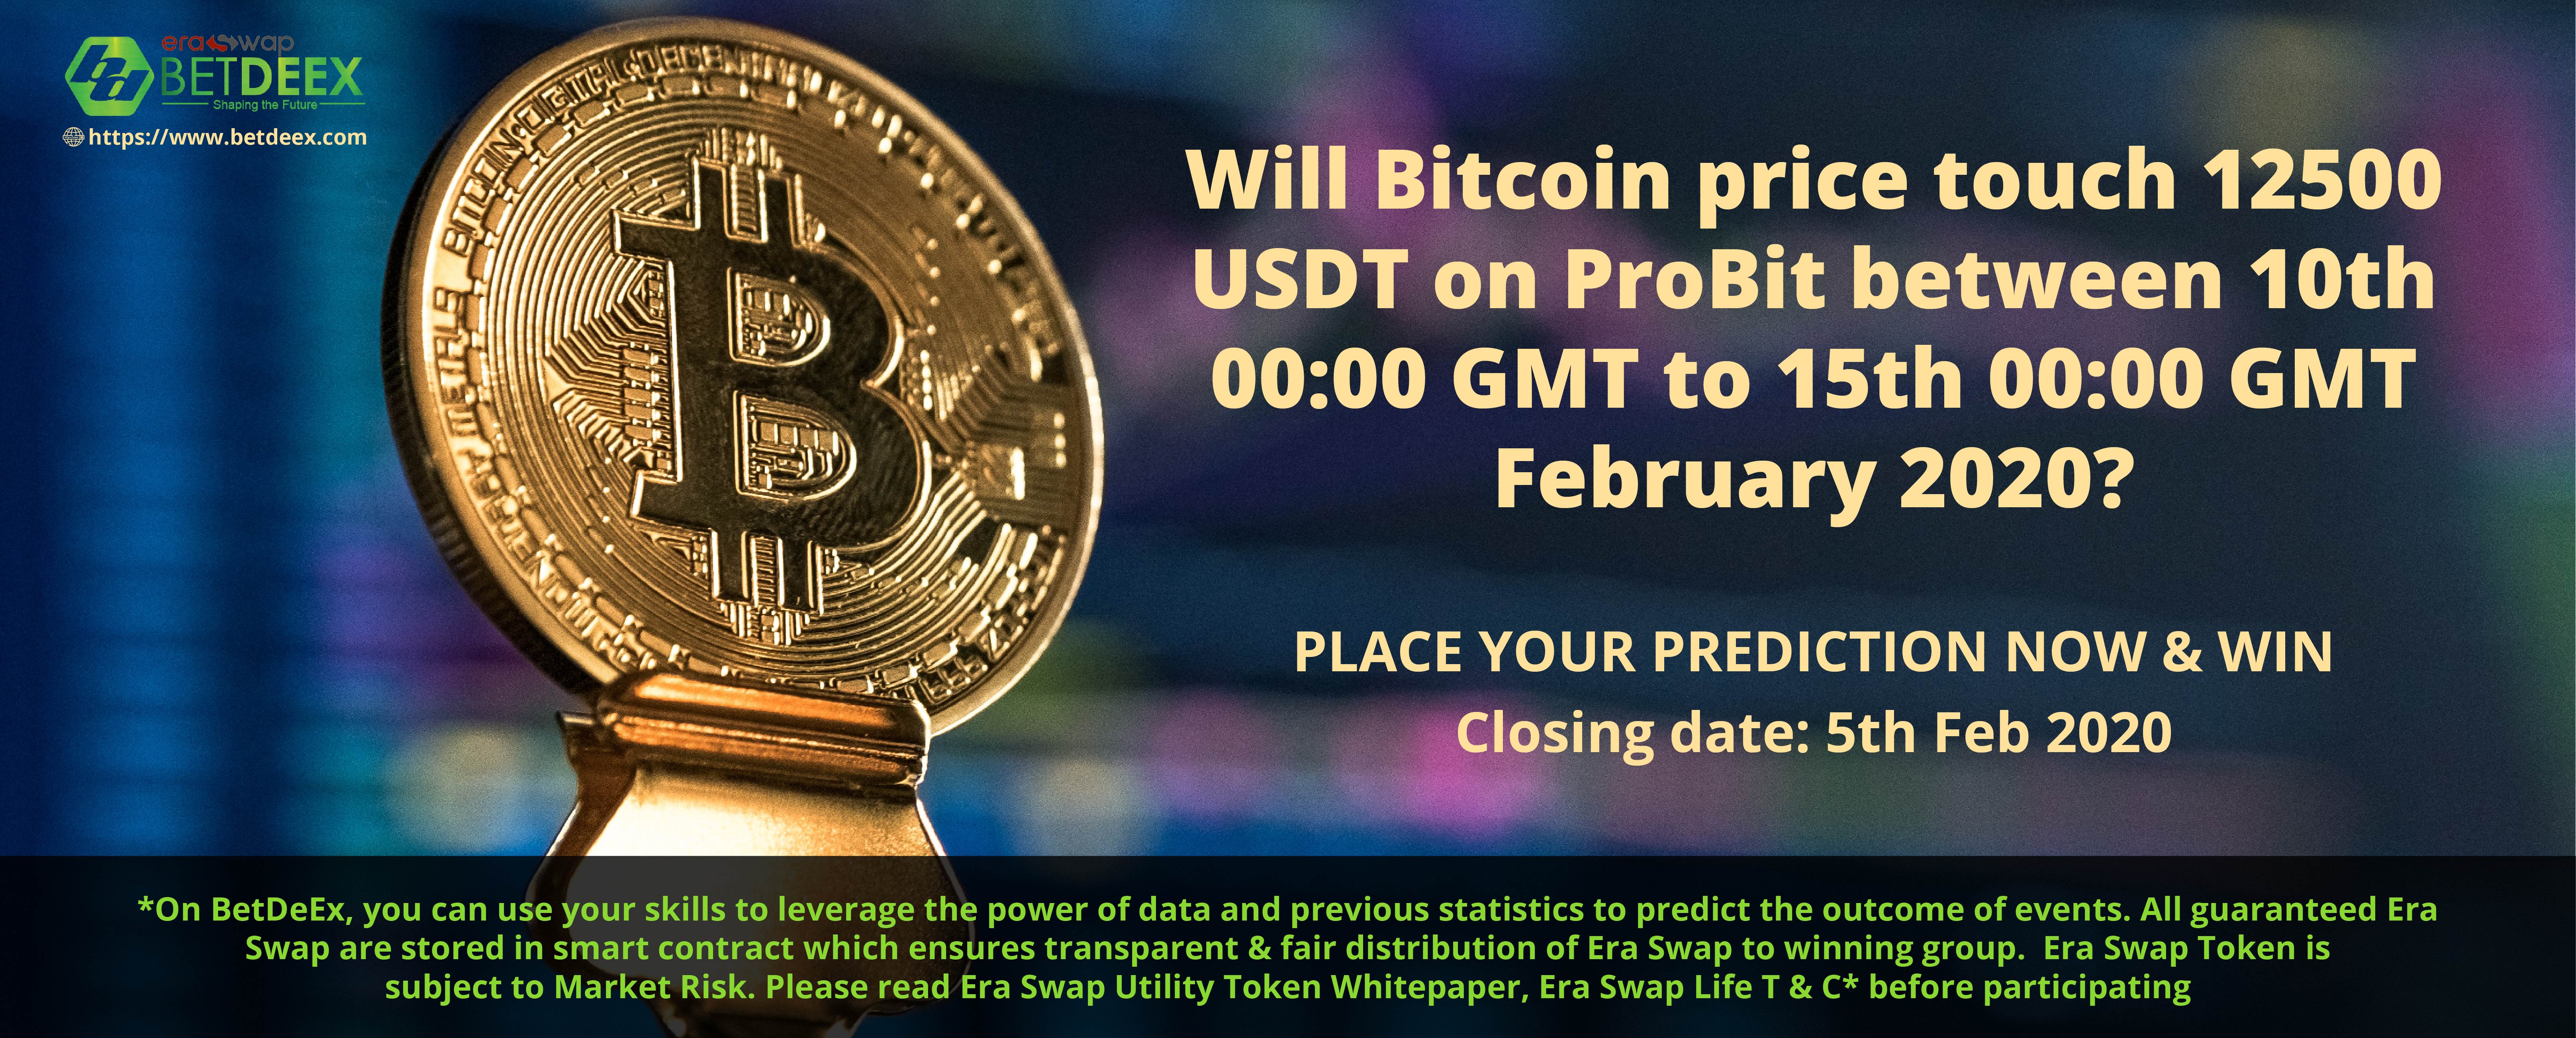 eraSwap
BETDEEX
Shaping the Future
https://www.betdeex.com
Will Bitcoin price touch 12500
USDT on ProBit between 10th
00:00 GMT to 15th 00:00 GMT
February 2020?
PLACE YOUR PREDICTION NOW & WIN
Closing date: 5th Feb 2020
*On BetDeEx, you can use your skills to leverage the power of data and previous statistics to predict the outcome of events. All guaranteed Era
Swap are stored in smart contract which ensures transparent & fair distribution of Era Swap to winning group. Era Swap Token is
subject to Market Risk. Please read Era Swap Utility Token Whitepaper, Era Swap Life T & C* before participating